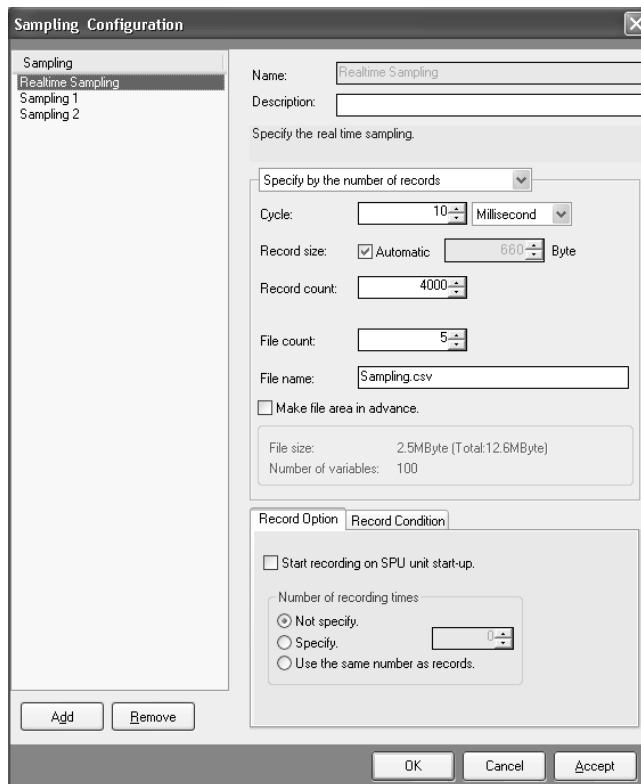 Sampling Configuration
Sampling
Realtime Sampling
Sampling 1
Sampling 2
Add
Remove
Name: Realtime Sampling
Description:
Specify the real time sampling.
Specify by the number of records
Cycle: 10 Millisecond
Record size: Automatic 660 Byte
Record count: 4000
File count: 5
File name: Sampling.csv
Make file area in advance.
File size: 2.5MByte (Total:12.6MByte)
Number of variables: 100
Record Option Record Condition
Start recording on SPU unit start-up.
Number of recording times
Not specify.
Specify. 0
Use the same number as records.
OK Cancel Accept